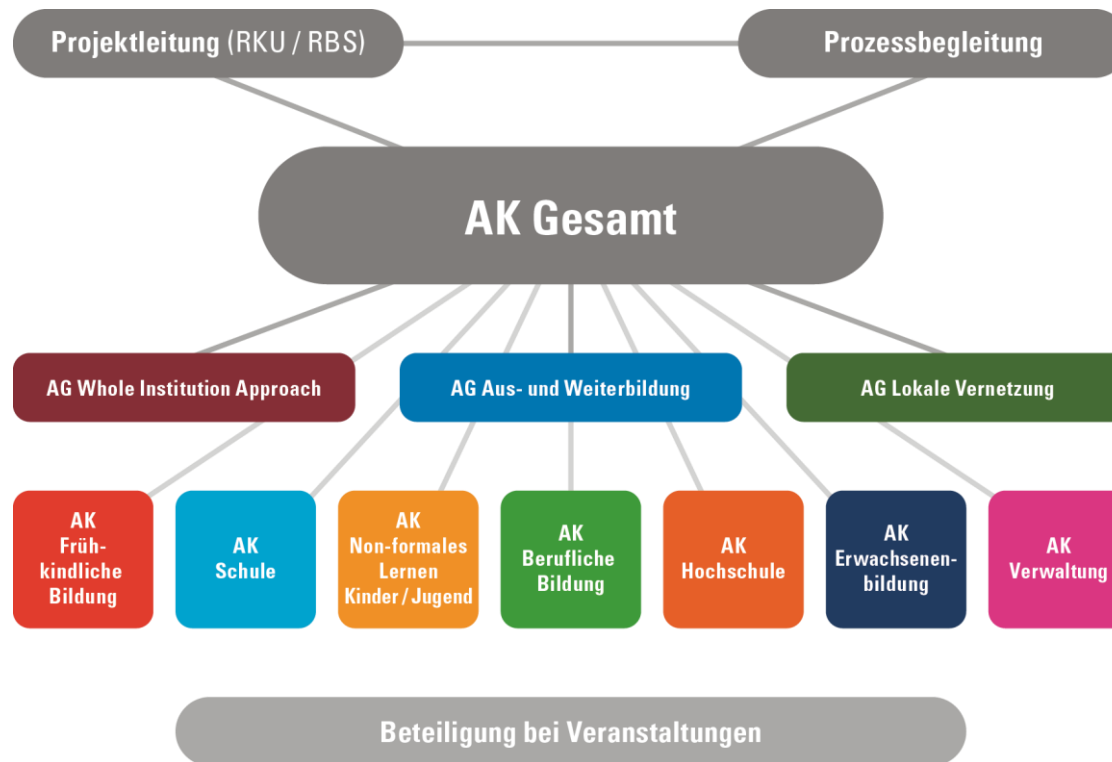 Projektleitung (RKU / RBS)
Prozessbegleitung
AK Gesamt
AG Whole Institution Approach
AG Aus- und Weiterbildung
AG Lokale Vernetzung
AK
Früh-
kindliche
Bildung
AK
Schule
AK
Non-formales
Lernen
Kinder / Jugend
AK
Berufliche
Bildung
AK
Hochschule
AK
Erwachsenen-
bildung
AK
Verwaltung
Beteiligung bei Veranstaltungen